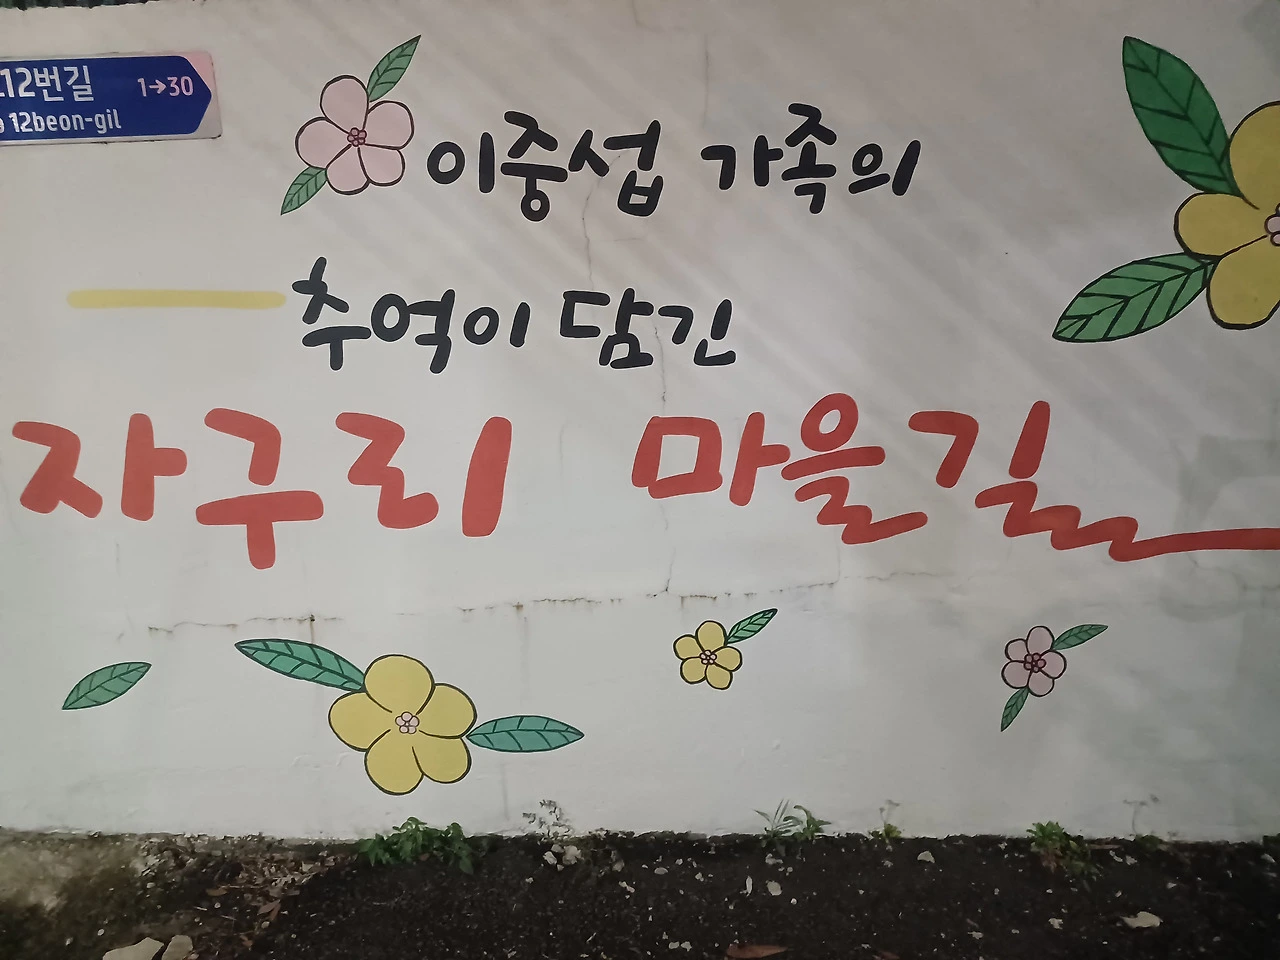 12번길 1→30
12beon-gil
이중섭 가족의
추억이 담긴
자구리 마을길